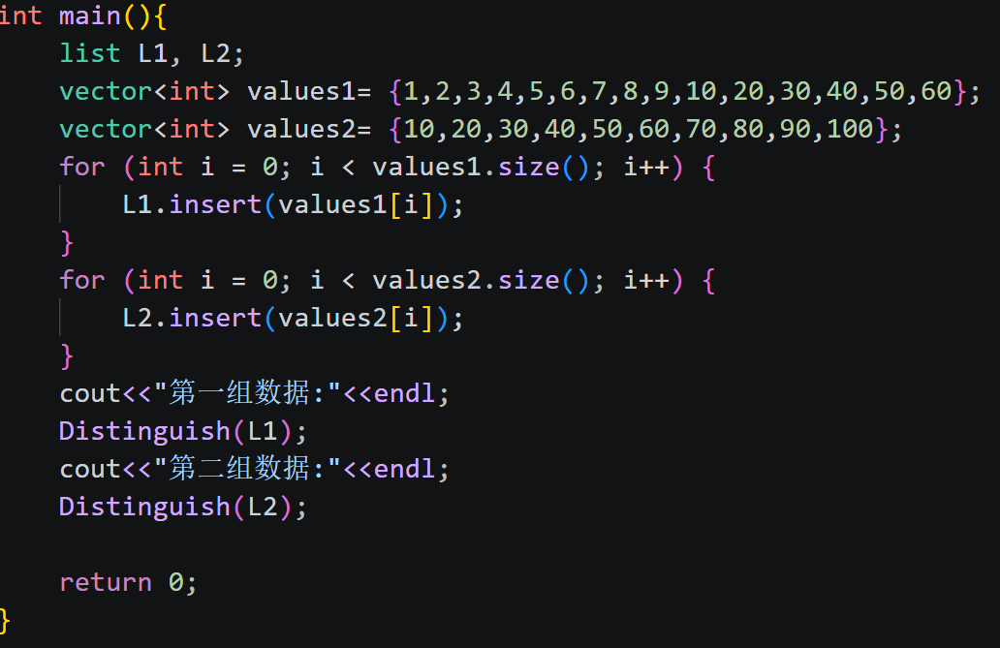 int main(){
    list L1, L2;
    vector<int> values1= {1,2,3,4,5,6,7,8,9,10,20,30,40,50,60};
    vector<int> values2= {10,20,30,40,50,60,70,80,90,100};
    for (int i = 0; i < values1.size(); i++) {
        L1.insert(values1[i]);
    }
    for (int i = 0; i < values2.size(); i++) {
        L2.insert(values2[i]);
    }
    cout<<"第一组数据:"<<endl;
    Distinguish(L1);
    cout<<"第二组数据:"<<endl;
    Distinguish(L2);

    return 0;
}